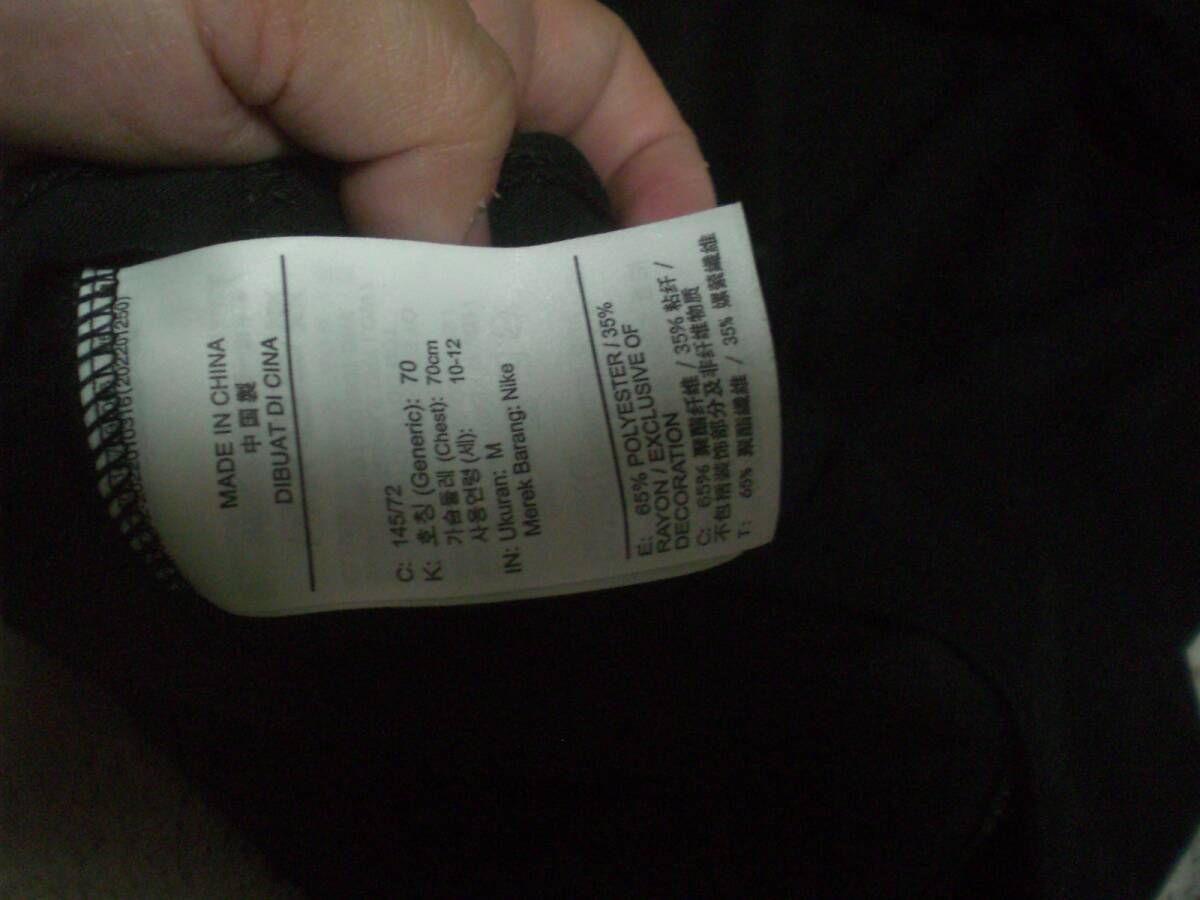 MADE IN CHINA
中国製
DIBUAT DI CINA
C: 145/72
K: 호칭 (Generic): 70
가슴둘레 (Chest): 70cm
사용연령 (세): 10-12
IN: Ukuran: M
Merek Barang: Nike
E: 65% POLYESTER / 35%
RAYON / EXCLUSIVE OF
DECORATION
C: 65% 聚酯纤维 / 35% 粘纤 /
不包括装饰部分及非纤维物质
T: 65% 聚酯纖維 / 35% 嫘縈纖維